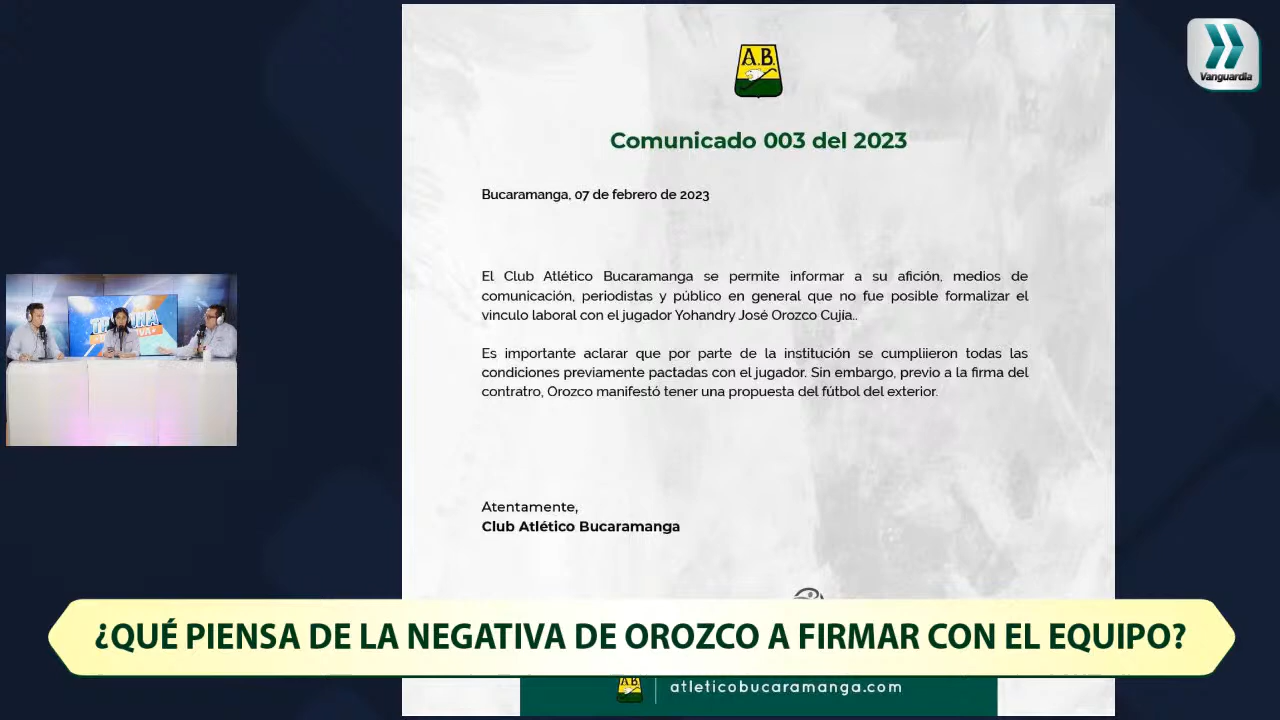 A.B.
Vanguardia
Comunicado 003 del 2023
Bucaramanga, 07 de febrero de 2023
El Club Atlético Bucaramanga se permite informar a su afición, medios de
comunicación, periodistas y público en general que no fue posible formalizar el
vinculo laboral con el jugador Yohandry José Orozco Cujía..
Es importante aclarar que por parte de la institución se cumpliieron todas las
condiciones previamente pactadas con el jugador. Sin embargo, previo a la firma del
contratro, Orozco manifestó tener una propuesta del fútbol del exterior.
Atentamente,
Club Atlético Bucaramanga
¿QUÉ PIENSA DE LA NEGATIVA DE OROZCO A FIRMAR CON EL EQUIPO?
A.B.
atleticobucaramanga.com